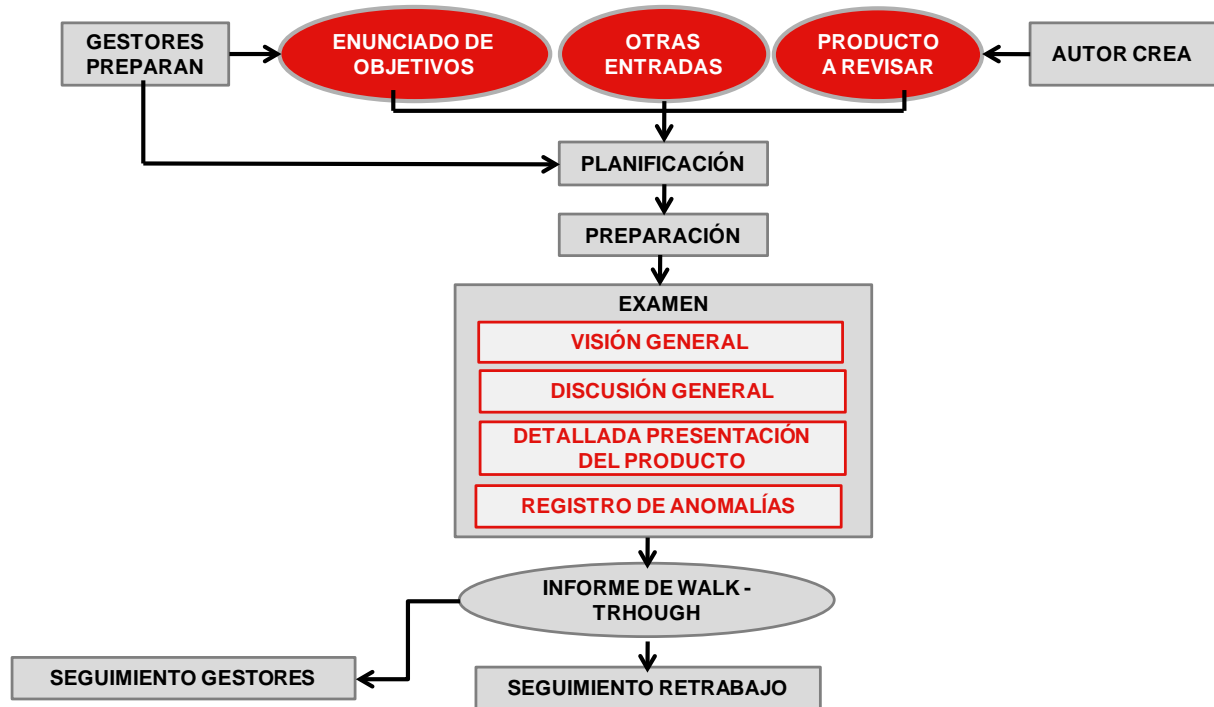 GESTORES
PREPARAN
ENUNCIADO DE
OBJETIVOS
OTRAS
ENTRADAS
PRODUCTO
A REVISAR
AUTOR CREA
PLANIFICACIÓN
PREPARACIÓN
EXAMEN
VISIÓN GENERAL
DISCUSIÓN GENERAL
DETALLADA PRESENTACIÓN
DEL PRODUCTO
REGISTRO DE ANOMALÍAS
INFORME DE WALK -
TRHOUGH
SEGUIMIENTO GESTORES
SEGUIMIENTO RETRABAJO